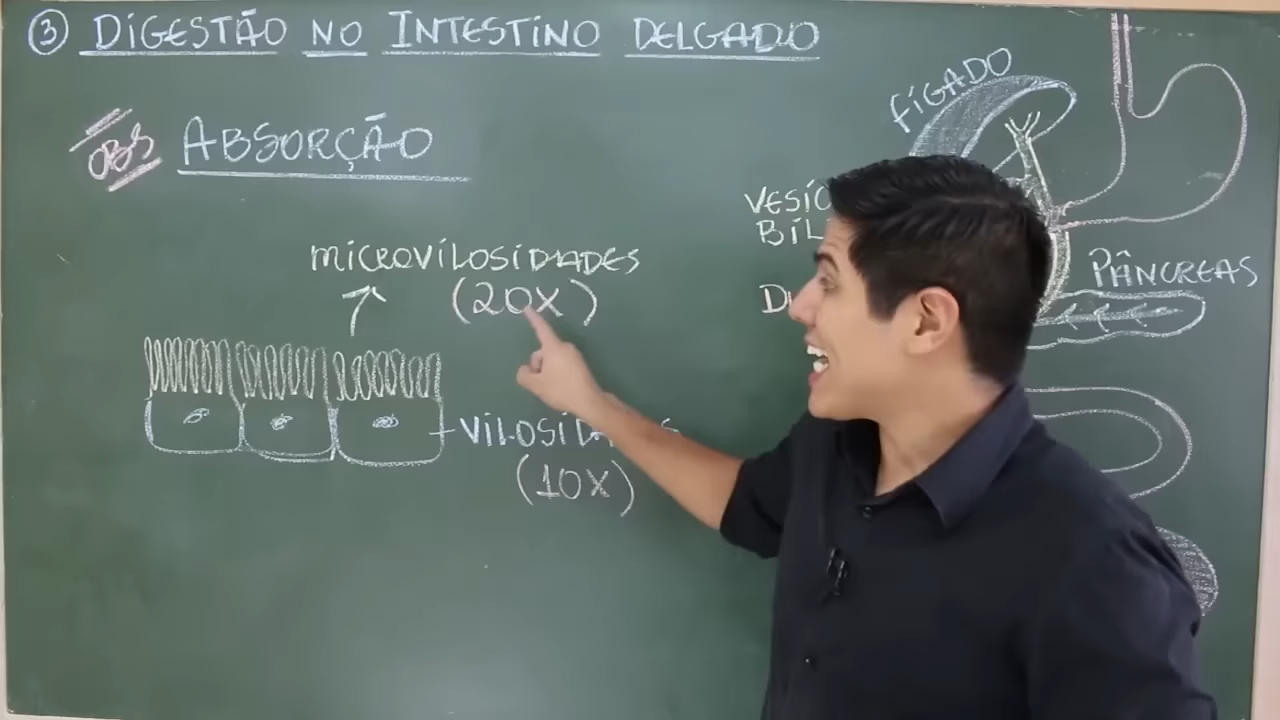 ③ DIGESTÃO NO INTESTINO DELGADO
OBS ABSORÇÃO
MICROVILOSIDADES
(20X)
(10X)
FÍGADO
PÂNCREAS